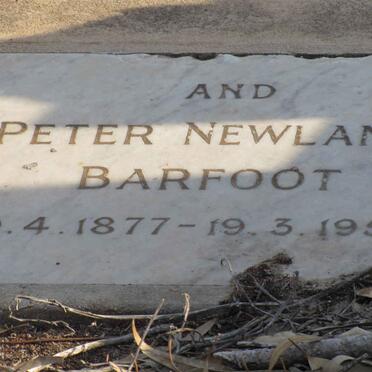 AND
PETER NEWLAN
BARFOOT
.4.1877-19.3.19